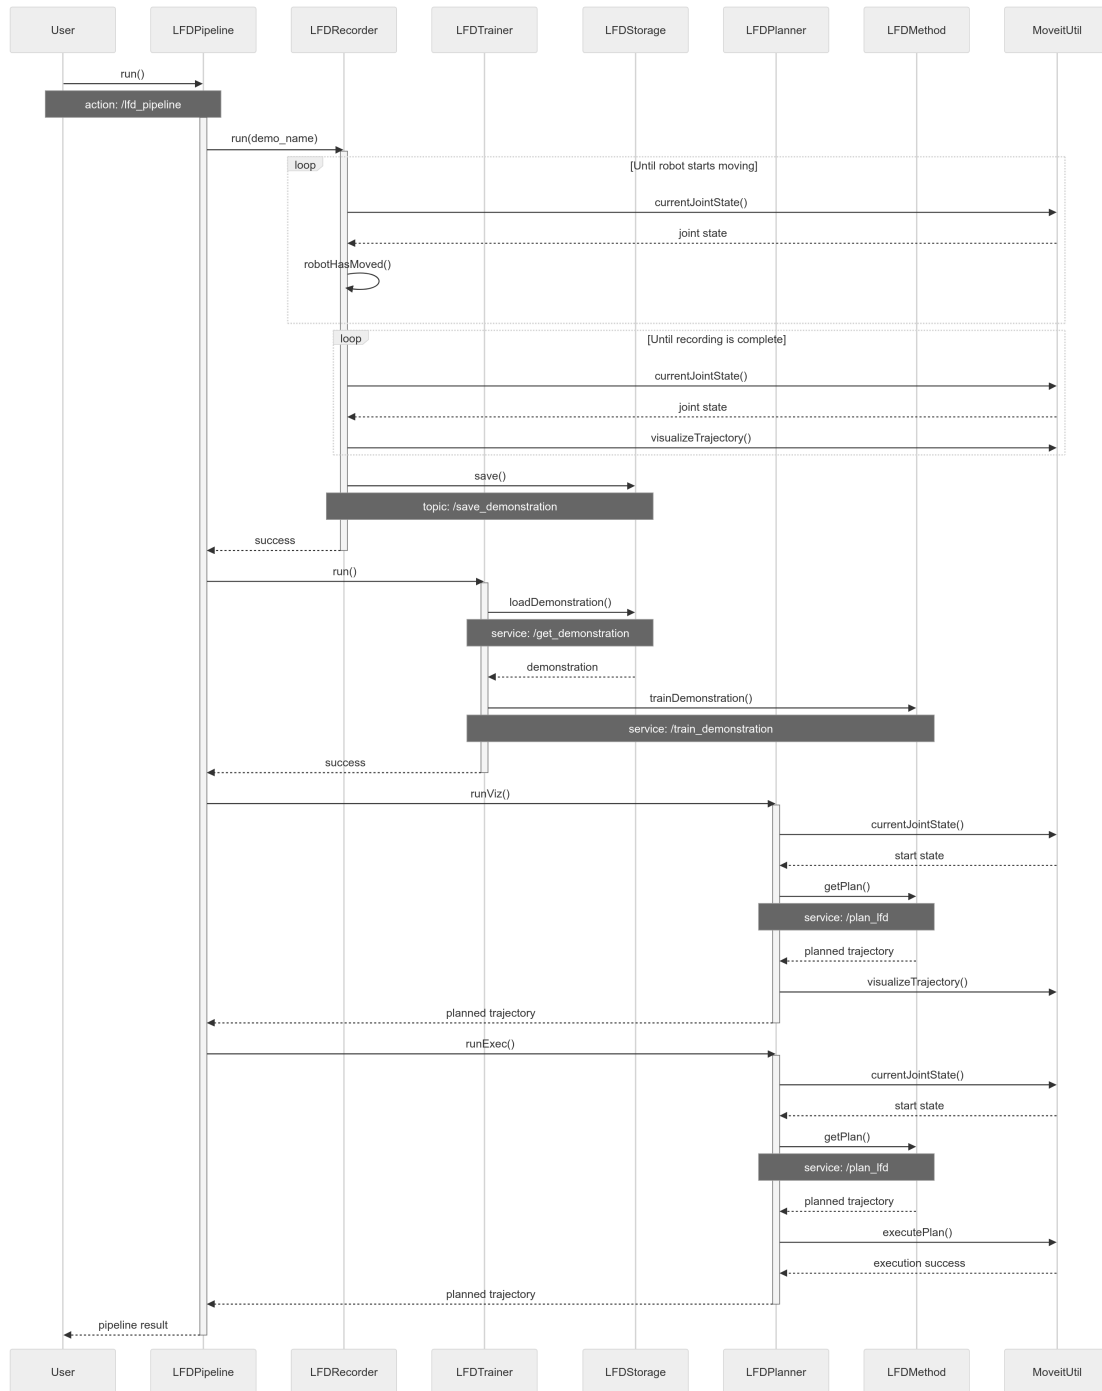 User
LFDPipeline
LFDRecorder
LFDTrainer
LFDStorage
LFDPlanner
LFDMethod
MoveitUtil
run()
action: /lfd_pipeline
run(demo_name)
loop
[Until robot starts moving]
currentJointState()
joint state
robotHasMoved()
loop
[Until recording is complete]
currentJointState()
joint state
visualizeTrajectory()
save()
topic: /save_demonstration
success
run()
loadDemonstration()
service: /get_demonstration
demonstration
trainDemonstration()
service: /train_demonstration
success
runViz()
currentJointState()
start state
getPlan()
service: /plan_lfd
planned trajectory
visualizeTrajectory()
planned trajectory
runExec()
currentJointState()
start state
getPlan()
service: /plan_lfd
planned trajectory
executePlan()
execution success
planned trajectory
pipeline result
User
LFDPipeline
LFDRecorder
LFDTrainer
LFDStorage
LFDPlanner
LFDMethod
MoveitUtil